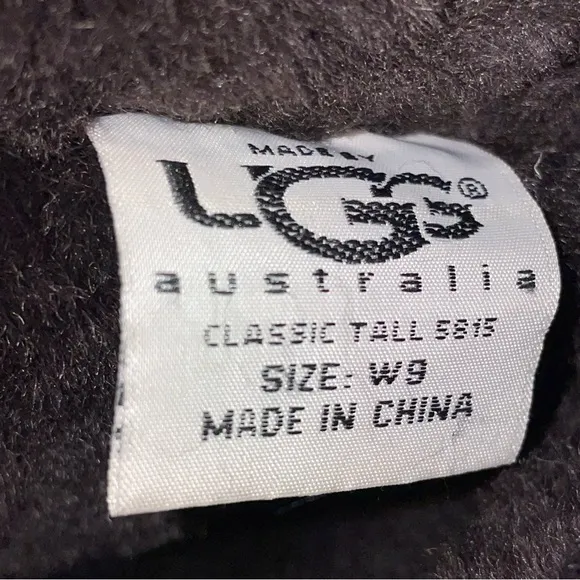 MADE BY
UGG®
australia
CLASSIC TALL 5815
SIZE: W9
MADE IN CHINA